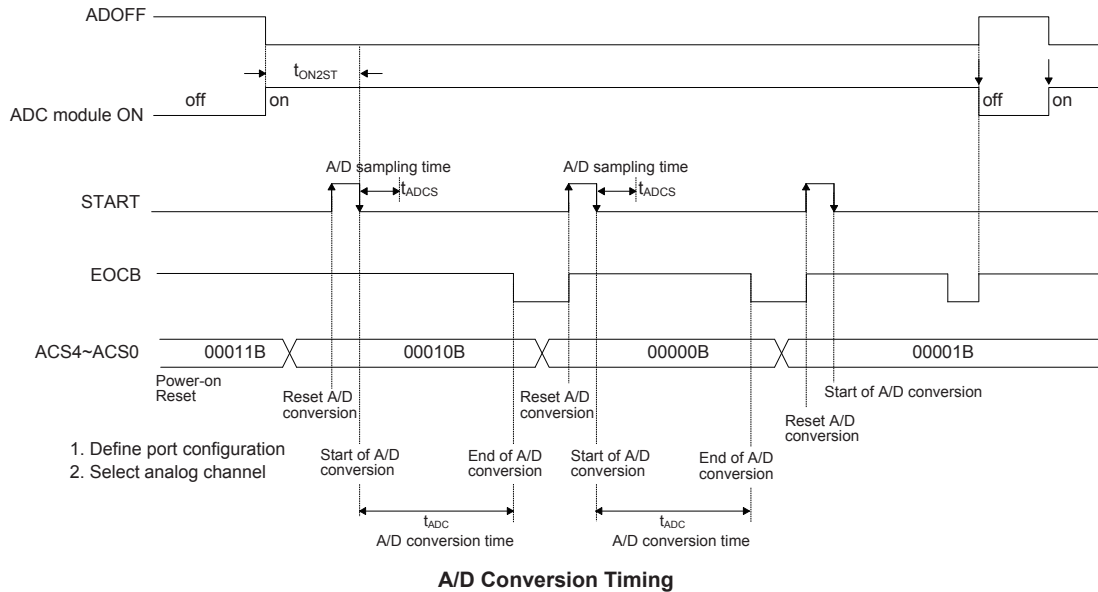 ADOFF
tON2ST
off
on
off
on
ADC module ON
A/D sampling time
A/D sampling time
tADCS
tADCS
START
EOCB
ACS4~ACS0
00011B
00010B
00000B
00001B
Power-on
Reset
Reset A/D
conversion
Reset A/D
conversion
Start of A/D conversion
Reset A/D
conversion
1. Define port configuration
2. Select analog channel
Start of A/D
conversion
End of A/D
conversion
Start of A/D
conversion
End of A/D
conversion
tADC
A/D conversion time
tADC
A/D conversion time
A/D Conversion Timing